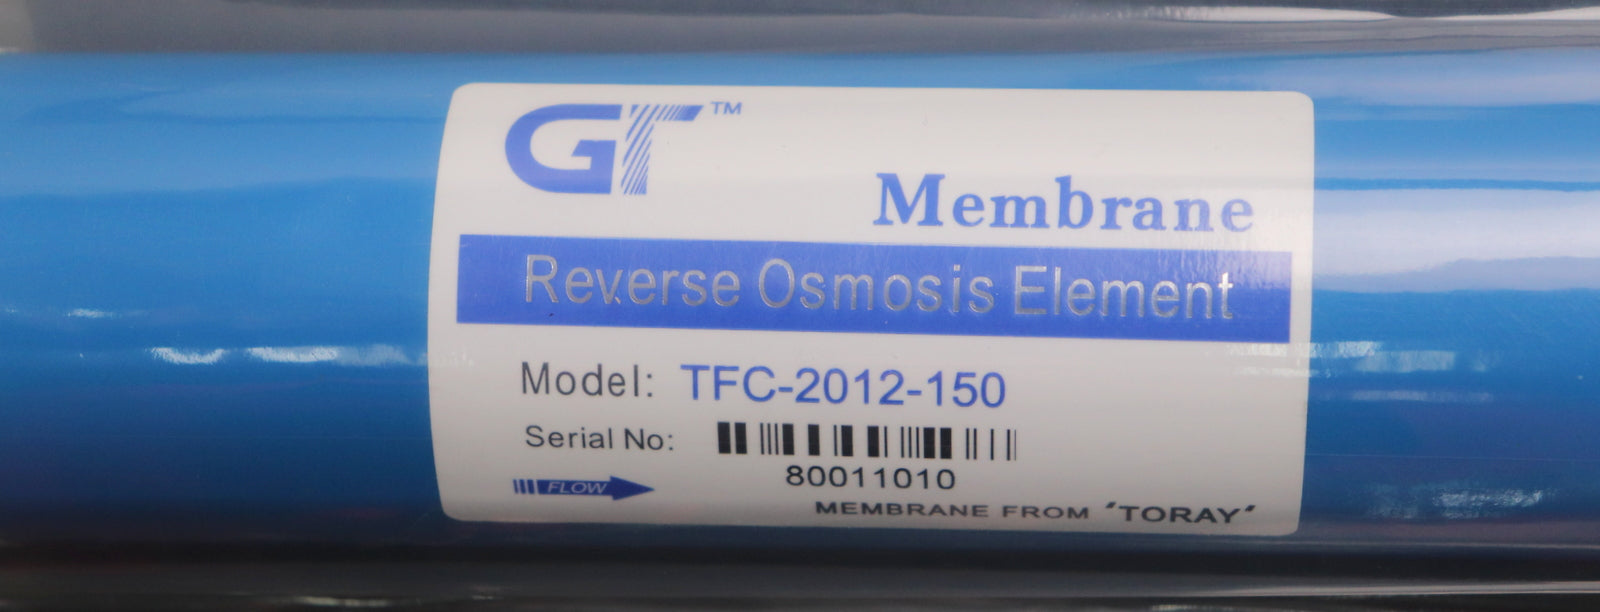 GT™
Membrane
Reverse Osmosis Element
Model: TFC-2012-150
Serial No:
80011010
FLOW
MEMBRANE FROM ‘TORAY’